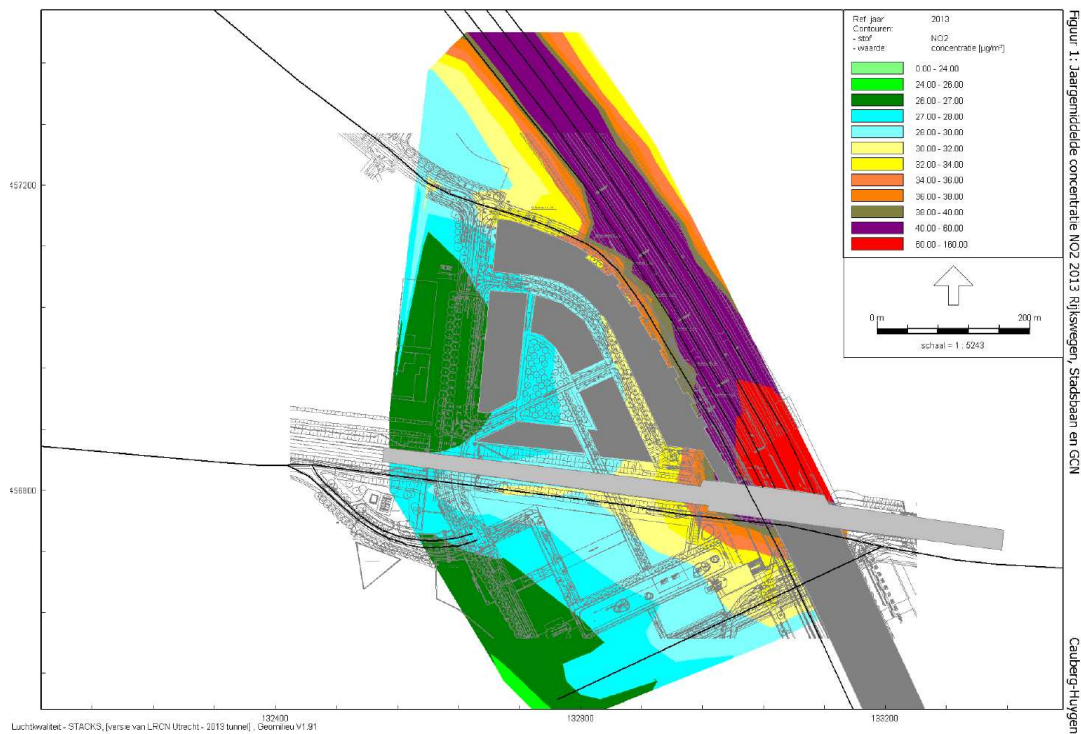 Ref. jaar 2013
Contouren:
- stof NO2
- waarde concentratie [µg/m³]
0.00 - 24.00
24.00 - 26.00
26.00 - 27.00
27.00 - 28.00
28.00 - 30.00
30.00 - 32.00
32.00 - 34.00
34.00 - 36.00
36.00 - 38.00
38.00 - 40.00
40.00 - 60.00
60.00 - 160.00
0 m 200 m
schaal = 1 : 5243
Figuur 1: Jaargemiddelde concentratie NO2 2013 Rijkswegen, Stadsbaan en GCN
Cauberg-Huygen
457200
456800
132400 132800 133200
Luchtkwaliteit - STACKS, [versie van LRCN Utrecht - 2013 tunnel] , Geomilieu V1.91